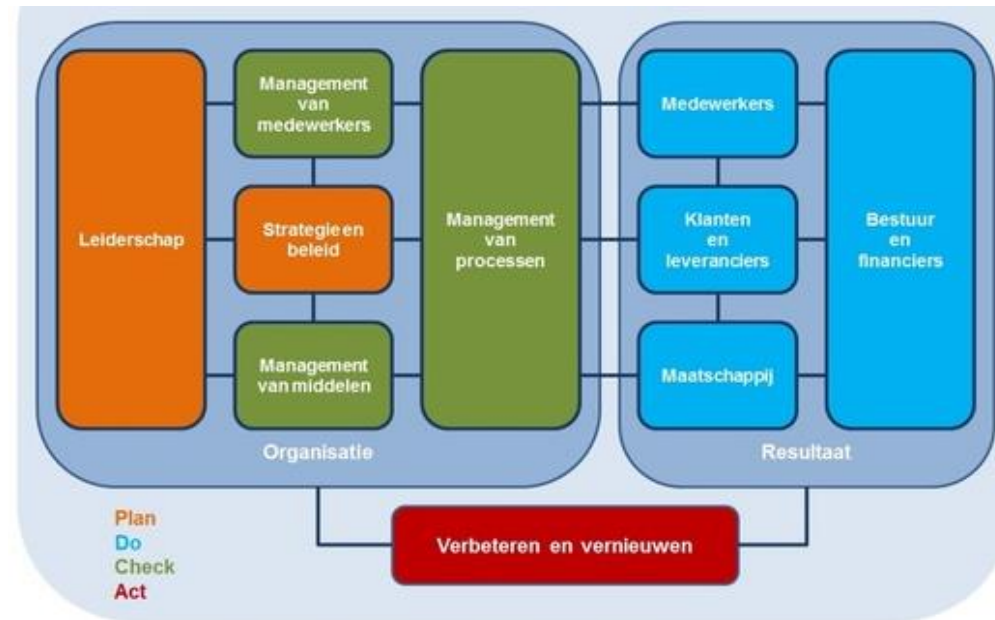 Leiderschap
Management
van
medewerkers
Strategie en
beleid
Management
van middelen
Management
van
processen
Organisatie
Medewerkers
Klanten
en
leveranciers
Maatschappij
Bestuur
en
financiers
Resultaat
Verbeteren en vernieuwen
Plan
Do
Check
Act